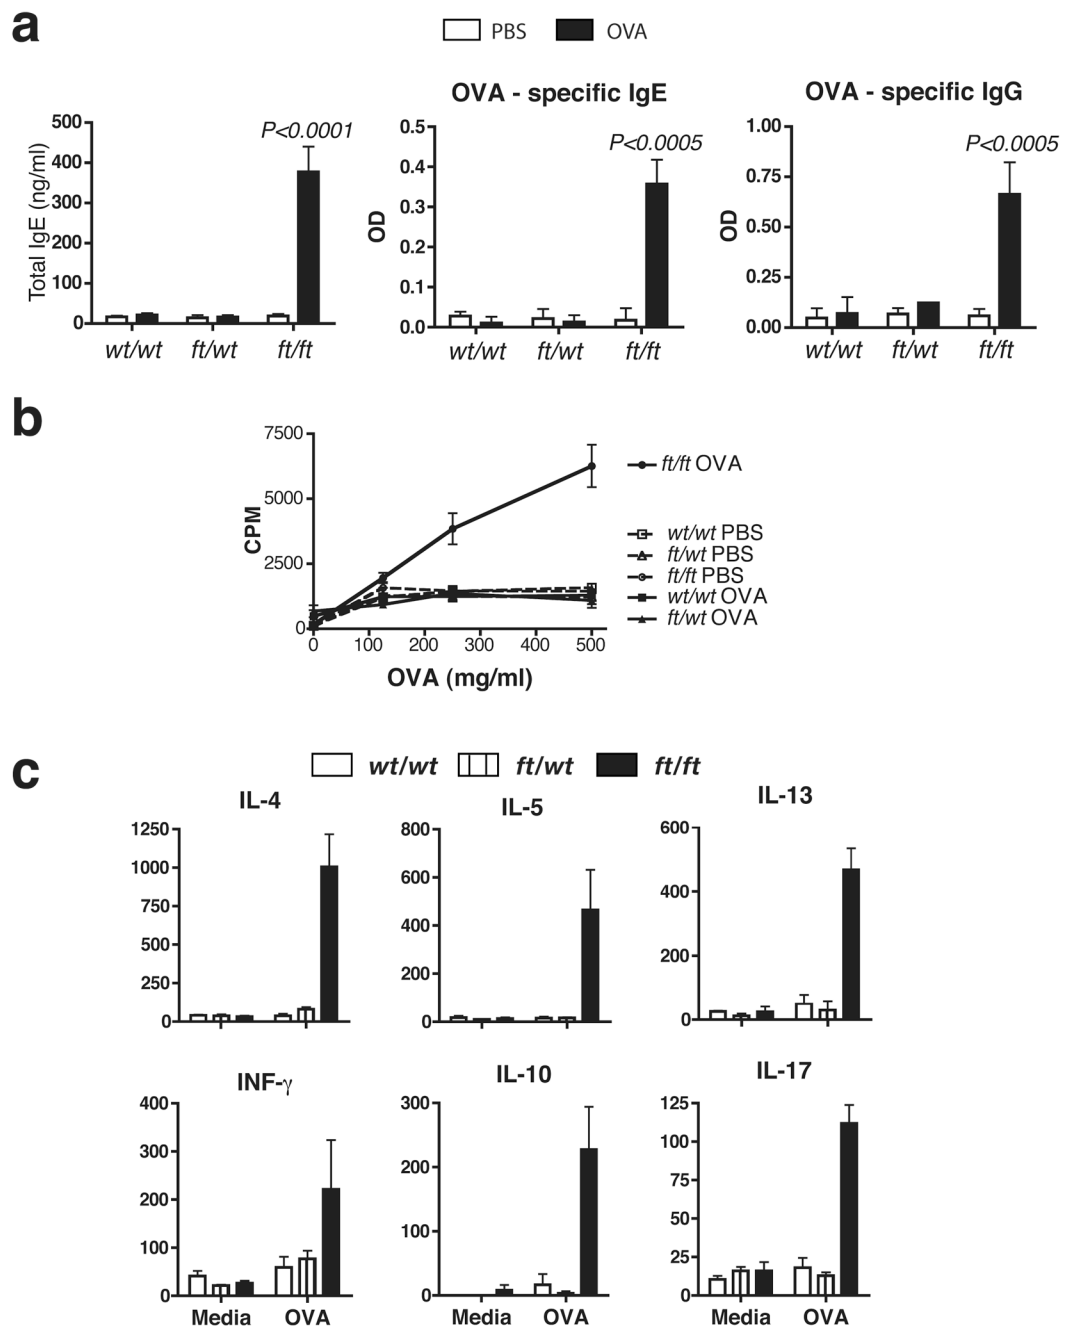 a
PBS OVA
OVA - specific IgE
OVA - specific IgG
Total IgE (ng/ml)
500
400
300
200
100
0
P<0.0001
wt/wt ft/wt ft/ft
OD
0.5
0.4
0.3
0.2
0.1
0.0
P<0.0005
wt/wt ft/wt ft/ft
OD
1.00
0.75
0.50
0.25
0.00
P<0.0005
wt/wt ft/wt ft/ft
b
CPM
7500
5000
2500
0
0 100 200 300 400 500
OVA (mg/ml)
ft/ft OVA
wt/wt PBS
ft/wt PBS
ft/ft PBS
wt/wt OVA
ft/wt OVA
c
wt/wt ft/wt ft/ft
IL-4
1250
1000
750
500
250
0
IL-5
800
600
400
200
0
IL-13
600
400
200
0
INF-γ
400
300
200
100
0
Media OVA
IL-10
300
200
100
0
Media OVA
IL-17
125
100
75
50
25
0
Media OVA